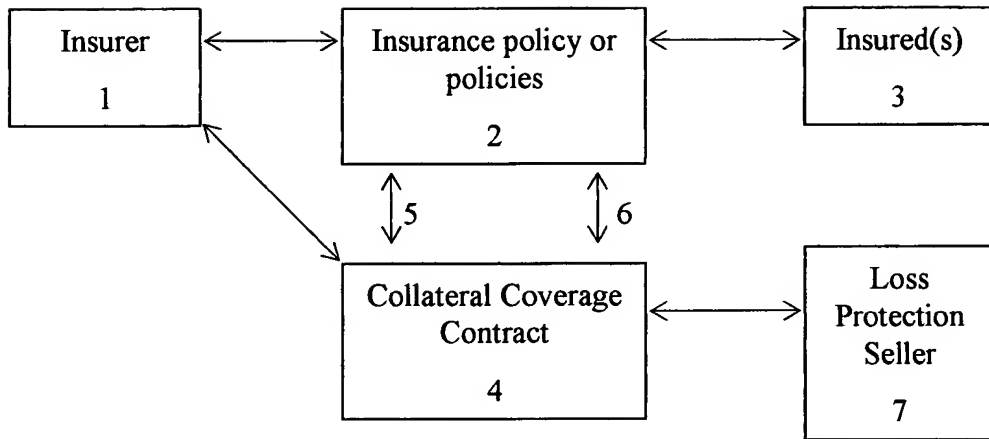 Insurer
1
Insurance policy or
policies
2
Insured(s)
3
5
6
Collateral Coverage
Contract
4
Loss
Protection
Seller
7